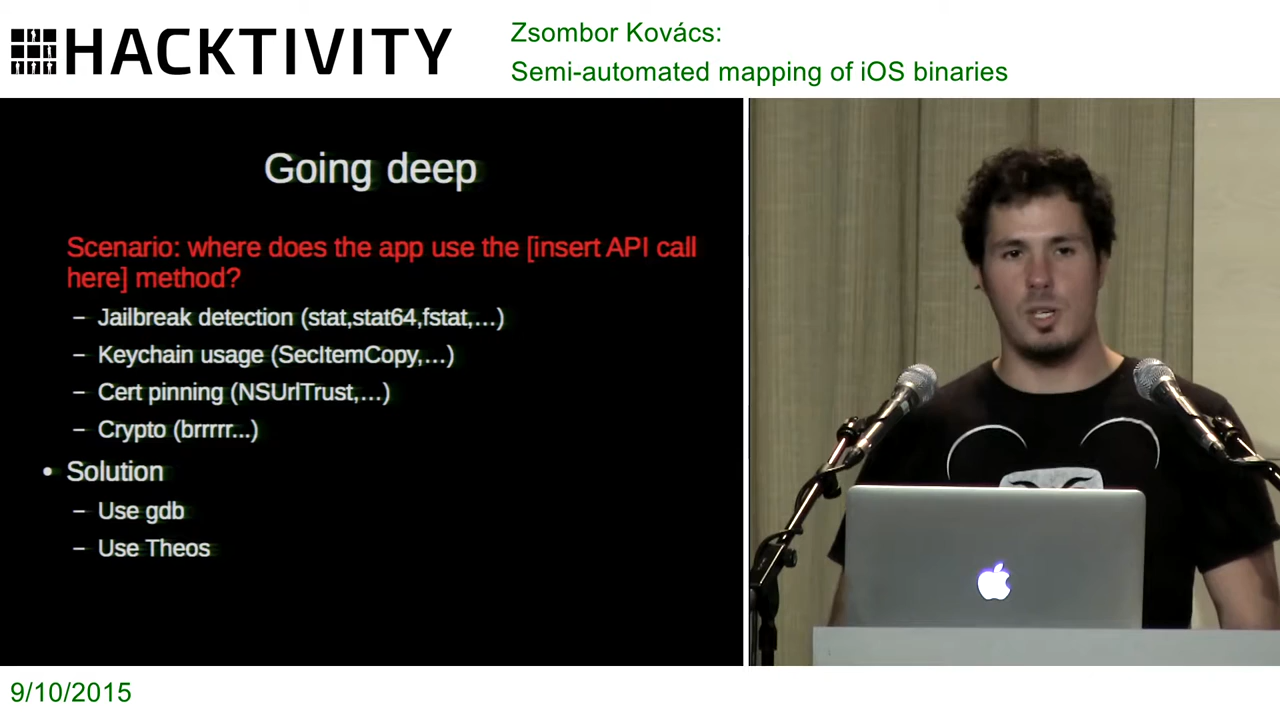 HACKTIVITY
Zsombor Kovács:
Semi-automated mapping of iOS binaries
Going deep
Scenario: where does the app use the [insert API call
here] method?
– Jailbreak detection (stat,stat64,fstat,…)
– Keychain usage (SecItemCopy,…)
– Cert pinning (NSUrlTrust,…)
– Crypto (brrrrr...)
• Solution
– Use gdb
– Use Theos
9/10/2015